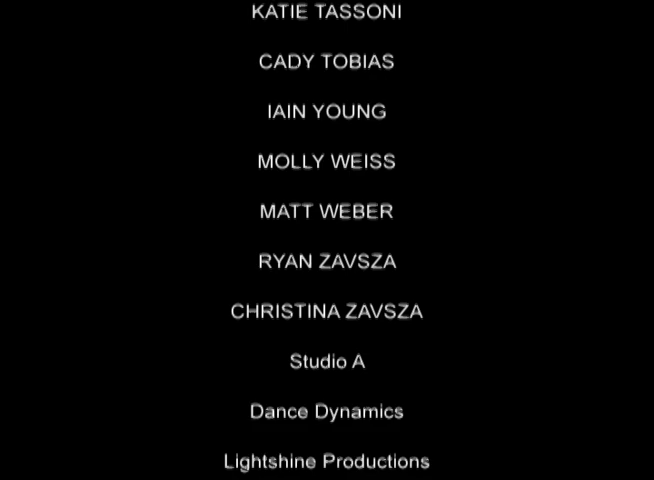 KATIE TASSONI
CADY TOBIAS
IAIN YOUNG
MOLLY WEISS
MATT WEBER
RYAN ZAVSZA
CHRISTINA ZAVSZA
Studio A
Dance Dynamics
Lightshine Productions